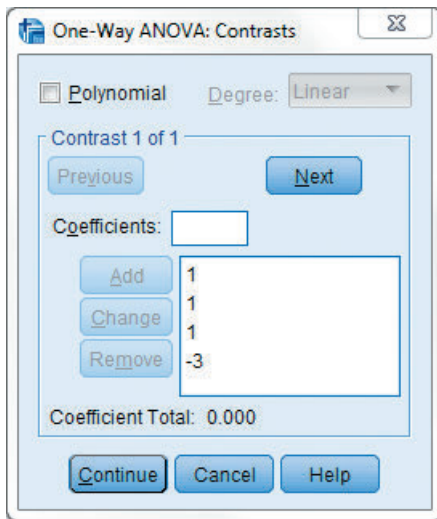 One-Way ANOVA: Contrasts
Polynomial Degree: Linear
Contrast 1 of 1
Previous Next
Coefficients:
Add
Change
Remove
1
1
1
-3
Coefficient Total: 0.000
Continue Cancel Help